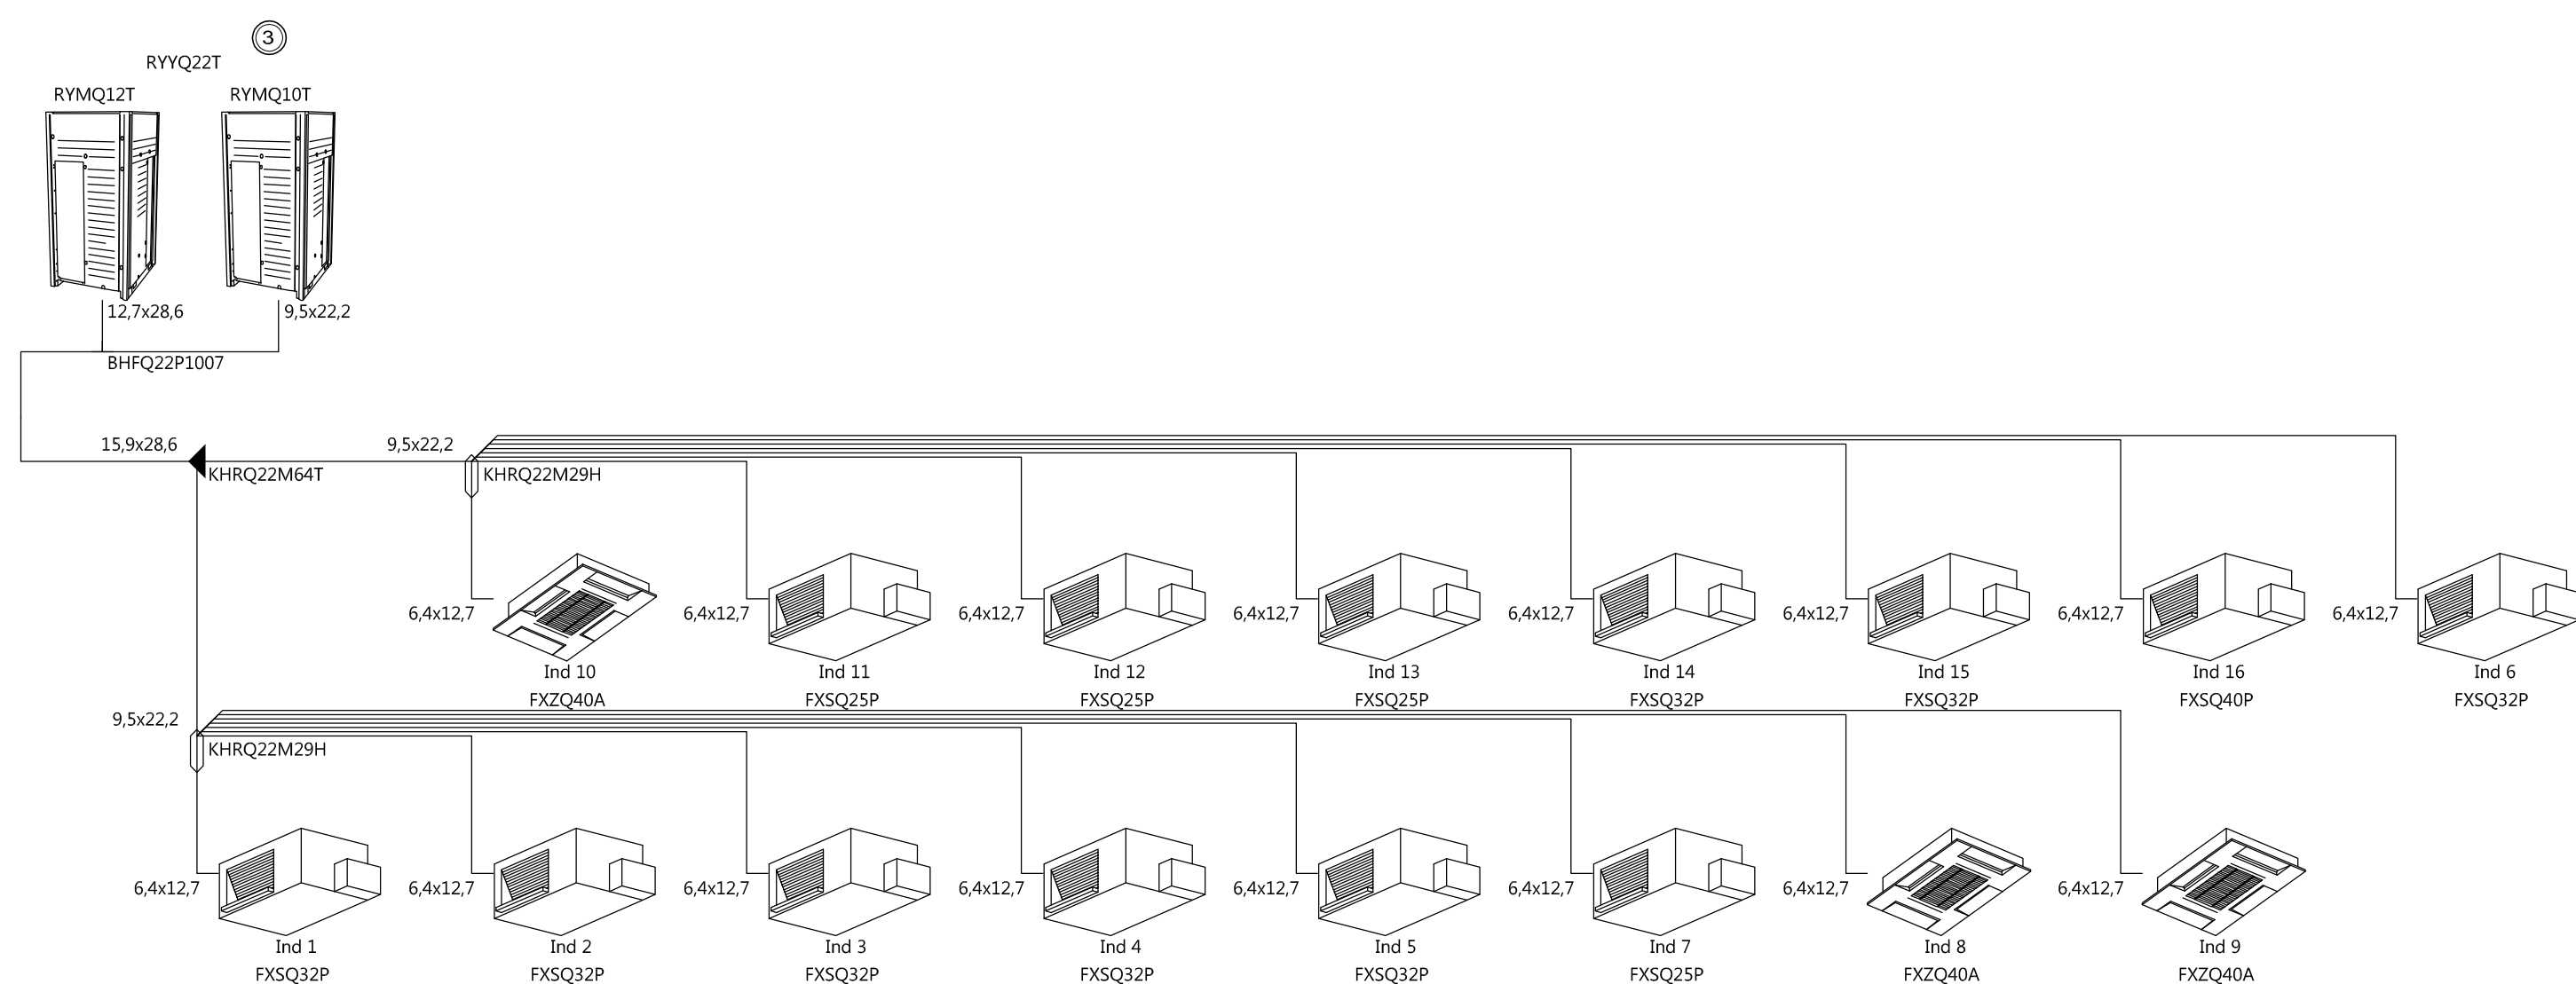 3
RYYQ22T
RYMQ12T
RYMQ10T
12,7x28,6
9,5x22,2
BHFQ22P1007
15,9x28,6
9,5x22,2
KHRQ22M64T
KHRQ22M29H
6,4x12,7
6,4x12,7
6,4x12,7
6,4x12,7
6,4x12,7
6,4x12,7
6,4x12,7
6,4x12,7
Ind 10
Ind 11
Ind 12
Ind 13
Ind 14
Ind 15
Ind 16
Ind 6
FXZQ40A
FXSQ25P
FXSQ25P
FXSQ25P
FXSQ32P
FXSQ32P
FXSQ40P
FXSQ32P
9,5x22,2
KHRQ22M29H
6,4x12,7
6,4x12,7
6,4x12,7
6,4x12,7
6,4x12,7
6,4x12,7
6,4x12,7
6,4x12,7
Ind 1
Ind 2
Ind 3
Ind 4
Ind 5
Ind 7
Ind 8
Ind 9
FXSQ32P
FXSQ32P
FXSQ32P
FXSQ32P
FXSQ32P
FXSQ25P
FXZQ40A
FXZQ40A